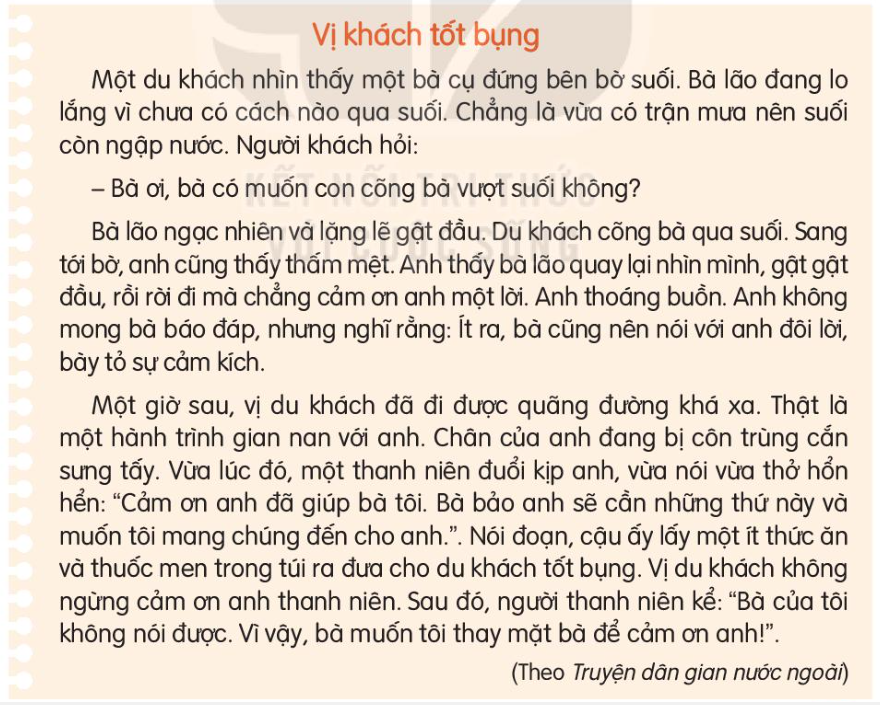 Vị khách tốt bụng
Một du khách nhìn thấy một bà cụ đứng bên bờ suối. Bà lão đang lo
lắng vì chưa có cách nào qua suối. Chẳng là vừa có trận mưa nên suối
còn ngập nước. Người khách hỏi:
– Bà ơi, bà có muốn con cõng bà vượt suối không?
KẾT NỐI TRI THỨC
VỚI CUỘC SỐNG
Bà lão ngạc nhiên và lặng lẽ gật đầu. Du khách cõng bà qua suối. Sang
tới bờ, anh cũng thấy thấm mệt. Anh thấy bà lão quay lại nhìn mình, gật gật
đầu, rồi rời đi mà chẳng cảm ơn anh một lời. Anh thoáng buồn. Anh không
mong bà báo đáp, nhưng nghĩ rằng: Ít ra, bà cũng nên nói với anh đôi lời,
bày tỏ sự cảm kích.
Một giờ sau, vị du khách đã đi được quãng đường khá xa. Thật là
một hành trình gian nan với anh. Chân của anh đang bị côn trùng cắn
sưng tấy. Vừa lúc đó, một thanh niên đuổi kịp anh, vừa nói vừa thở hổn
hển: “Cảm ơn anh đã giúp bà tôi. Bà bảo anh sẽ cần những thứ này và
muốn tôi mang chúng đến cho anh.”. Nói đoạn, cậu ấy lấy một ít thức ăn
và thuốc men trong túi ra đưa cho du khách tốt bụng. Vị du khách không
ngừng cảm ơn anh thanh niên. Sau đó, người thanh niên kể: “Bà của tôi
không nói được. Vì vậy, bà muốn tôi thay mặt bà để cảm ơn anh!”.
(Theo Truyện dân gian nước ngoài)